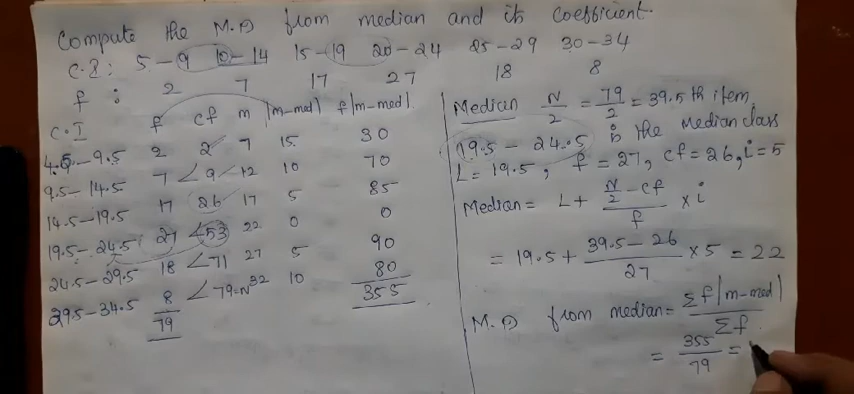 Compute the M.D from median and its coefficient.
C.I : 5-9 10-14 15-19 20-24 25-29 30-34
f : 2 7 17 27 18 8
C.I f cf m |m-med| f|m-med|
4.5-9.5 2 2 7 15 30
9.5-14.5 7 <9 12 10 70
14.5-19.5 17 26 17 5 85
19.5-24.5 27 <53 22 0 0
24.5-29.5 18 <71 27 5 90
29.5-34.5 8 <79=N 32 10 80
79 355
Median N/2 = 79/2 = 39.5th item,
19.5-24.5 is the median class
L = 19.5, f = 27, cf = 26, i = 5
Median = L + (N/2 - cf)/f × i
= 19.5 + (39.5-26)/27 × 5 = 22
M.D from median = Σf|m-med|/Σf
= 355/79 =